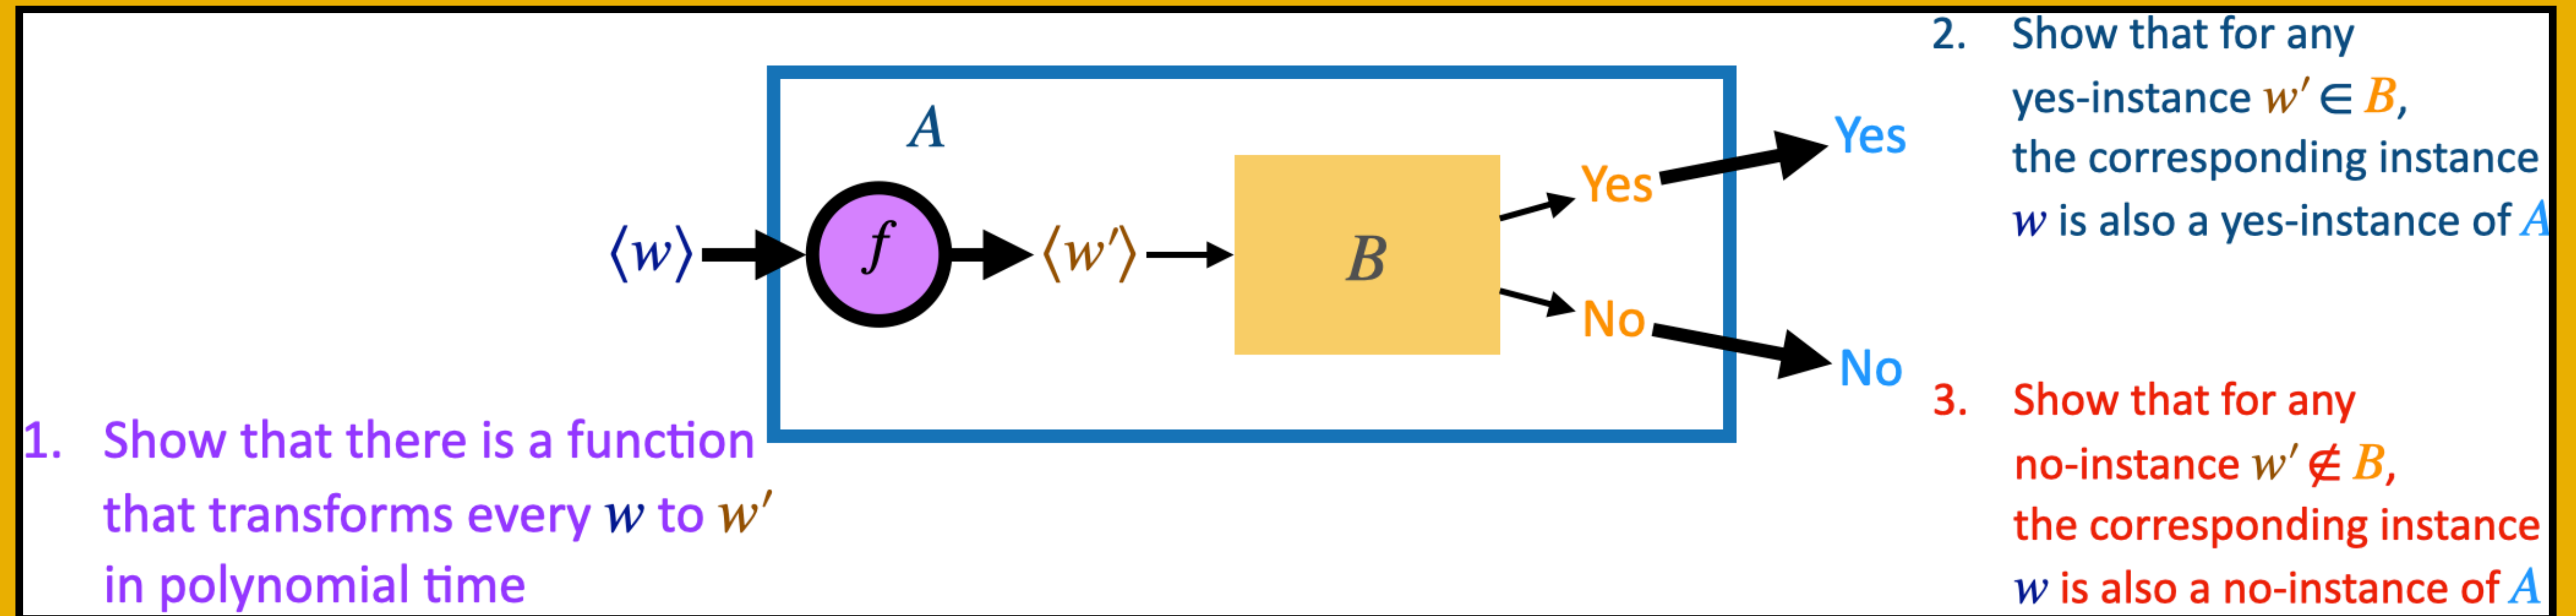 A
⟨w⟩
f
⟨w′⟩
B
Yes
No
Yes
No
1. Show that there is a function
that transforms every w to w′
in polynomial time
2. Show that for any
yes-instance w′ ∈ B,
the corresponding instance
w is also a yes-instance of A
3. Show that for any
no-instance w′ ∉ B,
the corresponding instance
w is also a no-instance of A